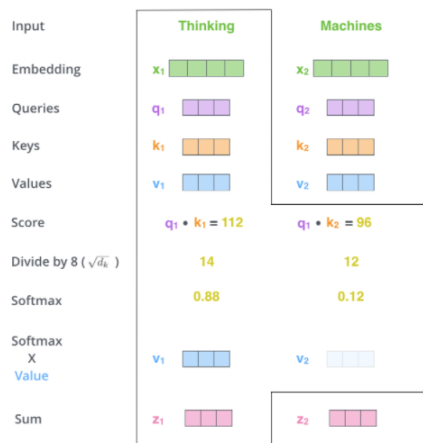 Input Thinking Machines
Embedding x₁ x₂
Queries q₁ q₂
Keys k₁ k₂
Values v₁ v₂
Score q₁ • k₁ = 112 q₁ • k₂ = 96
Divide by 8 ( √dₖ ) 14 12
Softmax 0.88 0.12
Softmax
X
Value v₁ v₂
Sum z₁ z₂